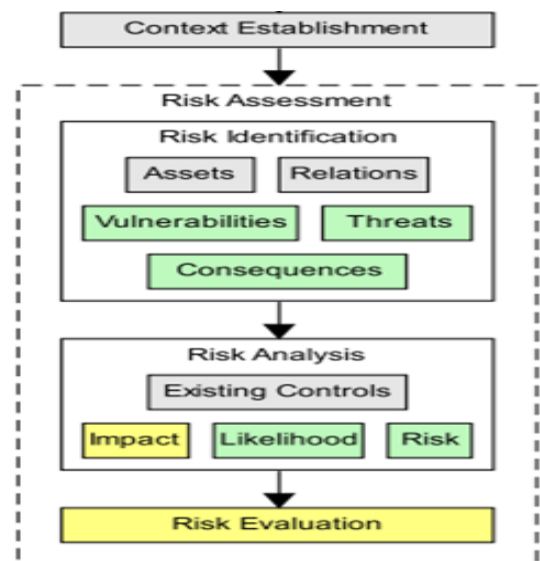 Context Establishment
Risk Assessment
Risk Identification
Assets Relations
Vulnerabilities Threats
Consequences
Risk Analysis
Existing Controls
Impact Likelihood Risk
Risk Evaluation